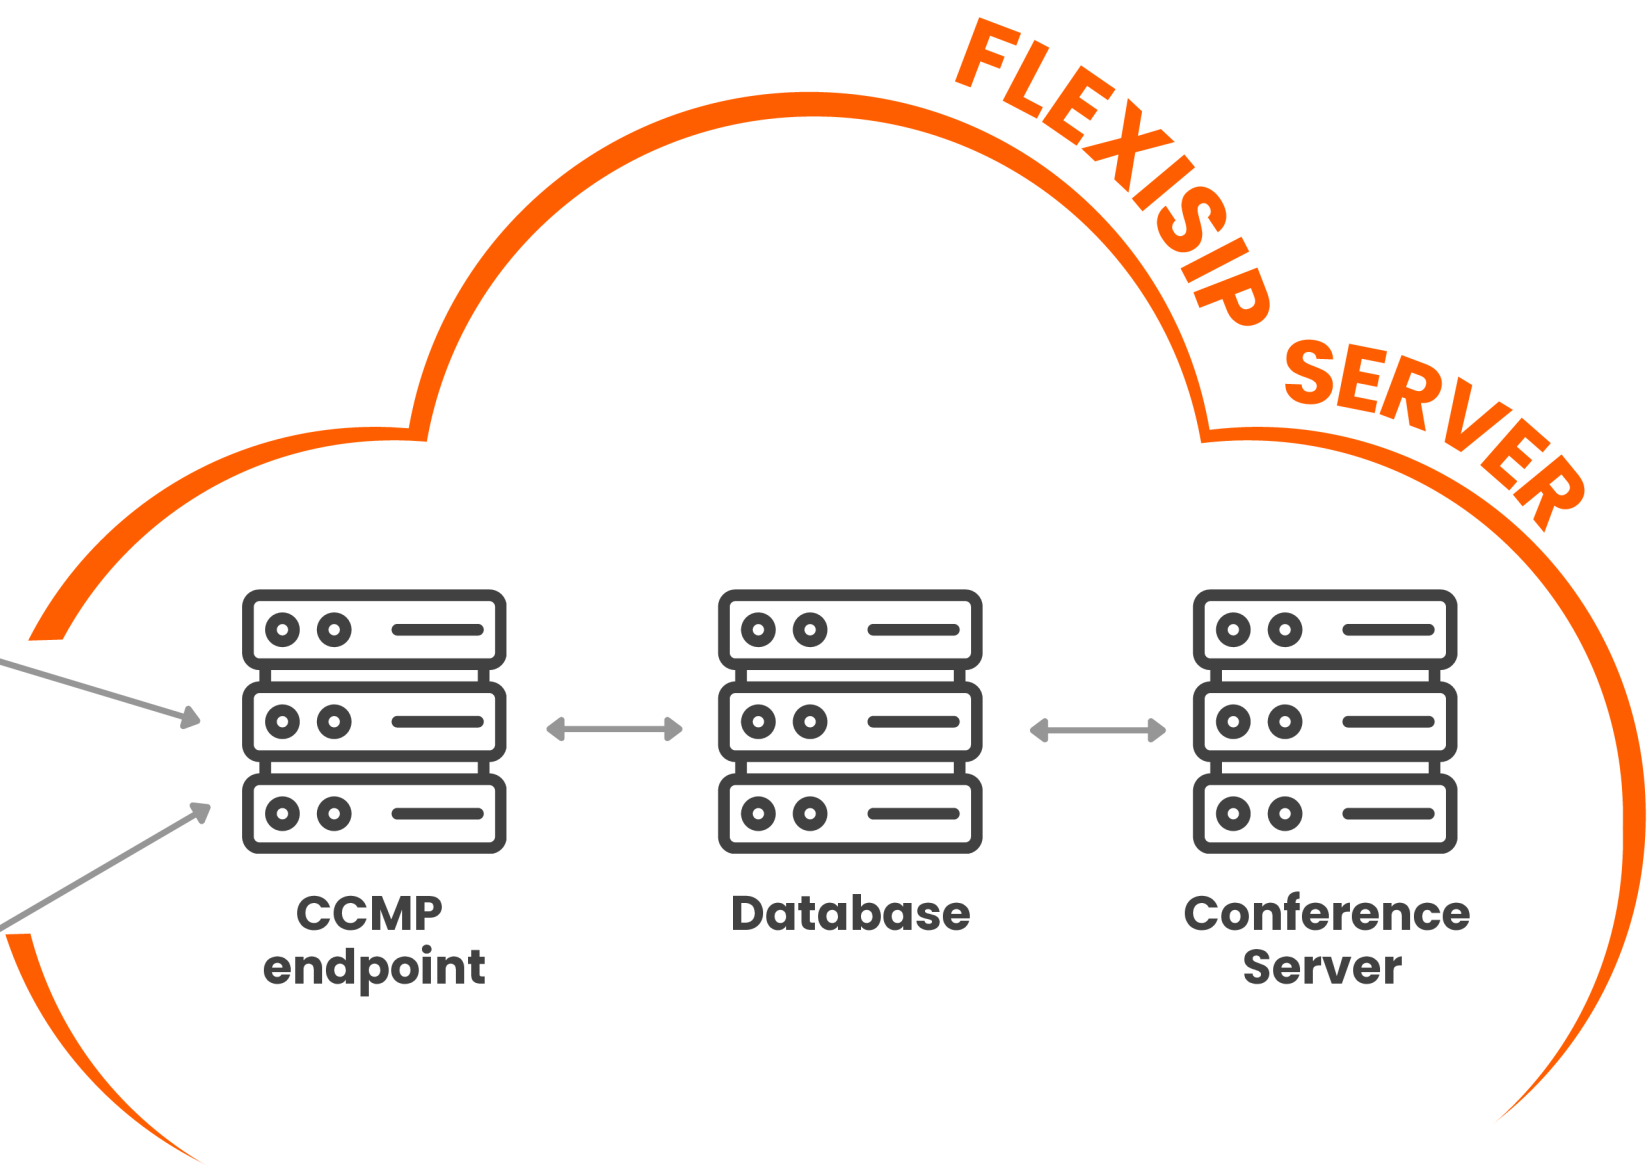 FLEXISIP SERVER
CCMP
endpoint
Database
Conference
Server